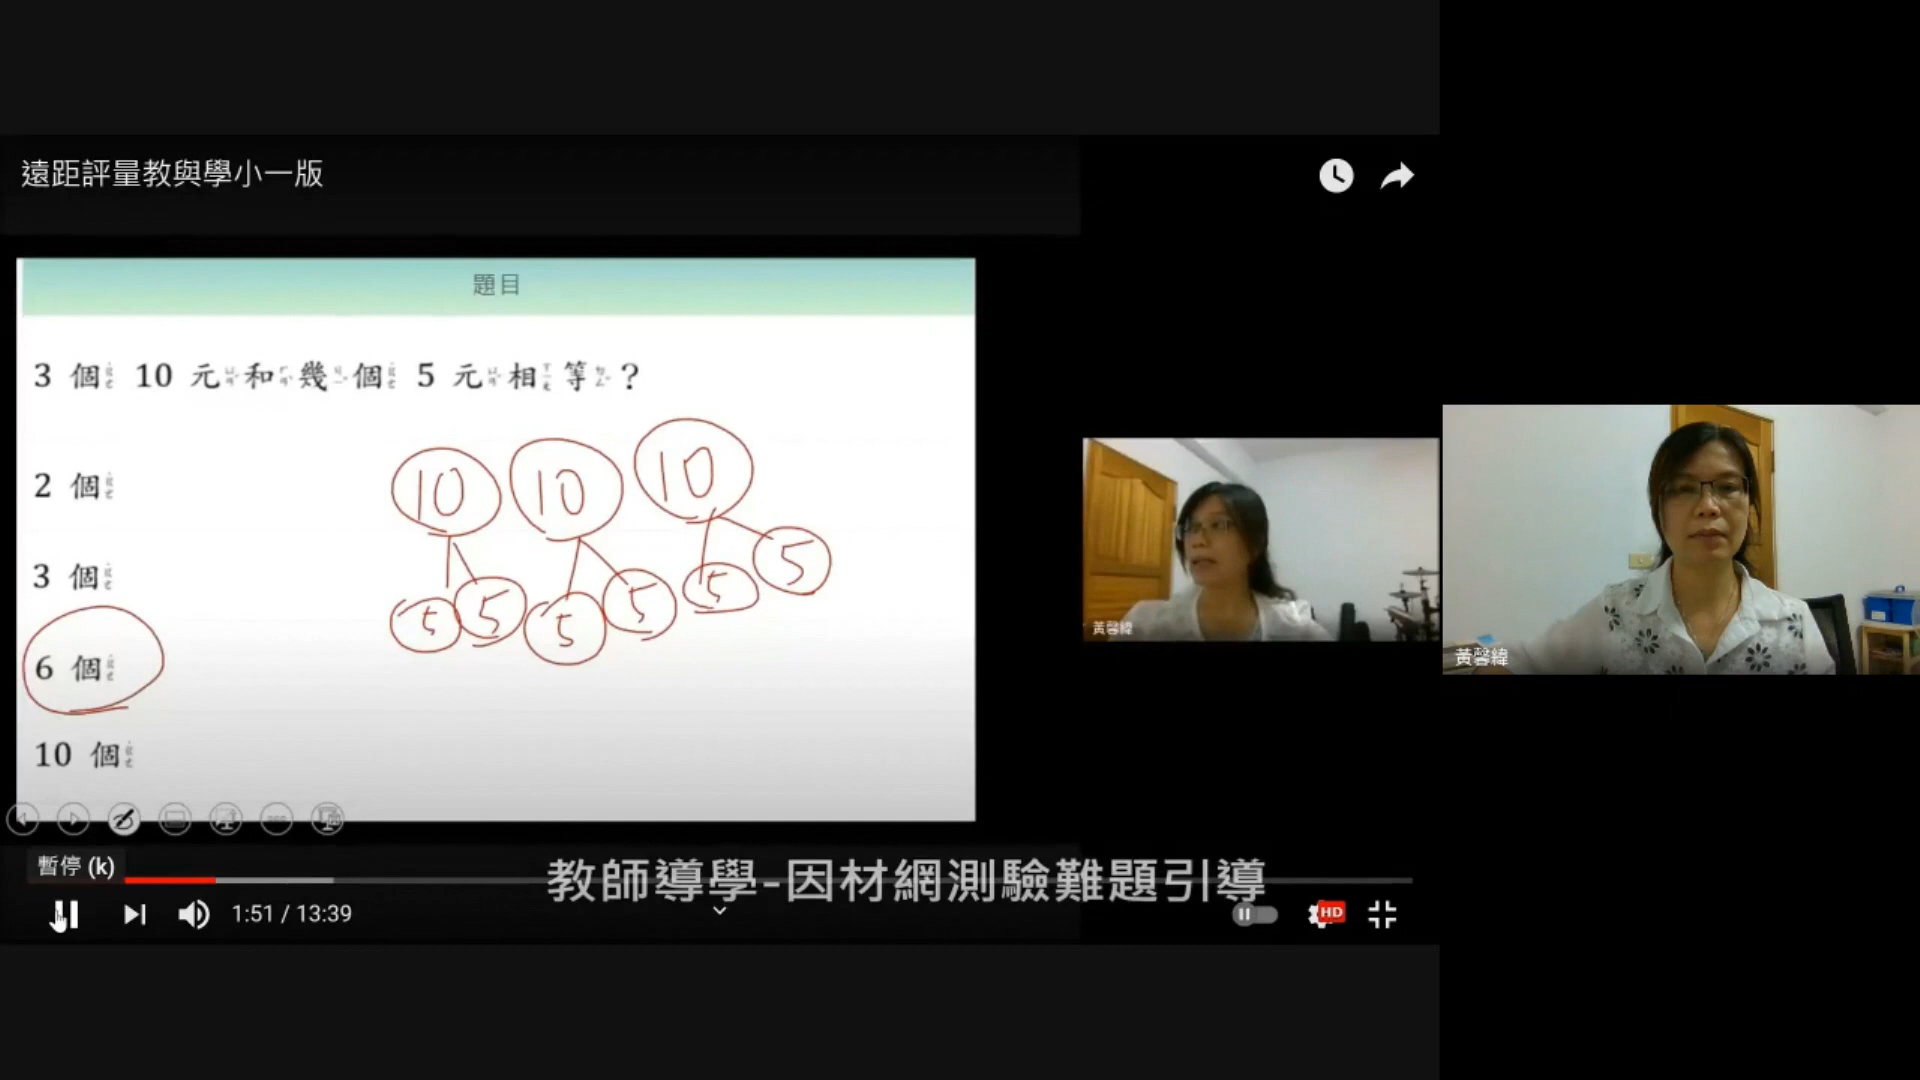 遠距評量教與學小一版
題目
3 個 10 元和幾個 5 元相等？
10 10 10
5 5 5 5 5 5
2 個
3 個
6 個
10 個
黃馨緯
黃馨緯
暫停 (k)
教師導學-因材網測驗難題引導
1:51 / 13:39
HD